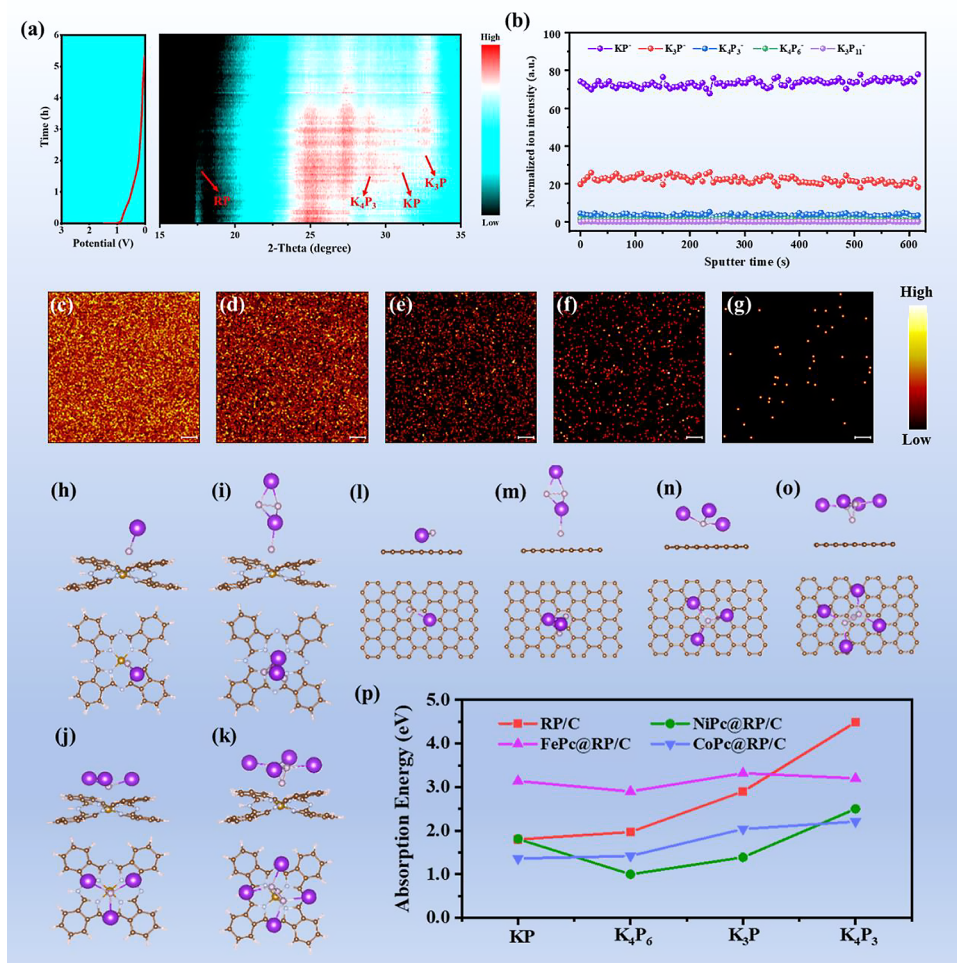 (a)
6
4
2
0
Time (h)
3 2 1 0
Potential (V)
RP
K₄P₃
KP
K₃P
15 20 25 30 35
2-Theta (degree)
High
Low
(b)
KP⁻ K₃P⁻ K₄P₃⁻ K₄P₆⁻ K₃P₁₁⁻
100
80
60
40
20
0
Normalized ion intensity (a.u.)
0 100 200 300 400 500 600
Sputter time (s)
(c) (d) (e) (f) (g)
High
Low
(h) (i) (l) (m) (n) (o)
(j) (k)
(p)
RP/C NiPc@RP/C
FePc@RP/C CoPc@RP/C
5.0
4.0
3.0
2.0
1.0
0.0
Absorption Energy (eV)
KP K₄P₆ K₃P K₄P₃